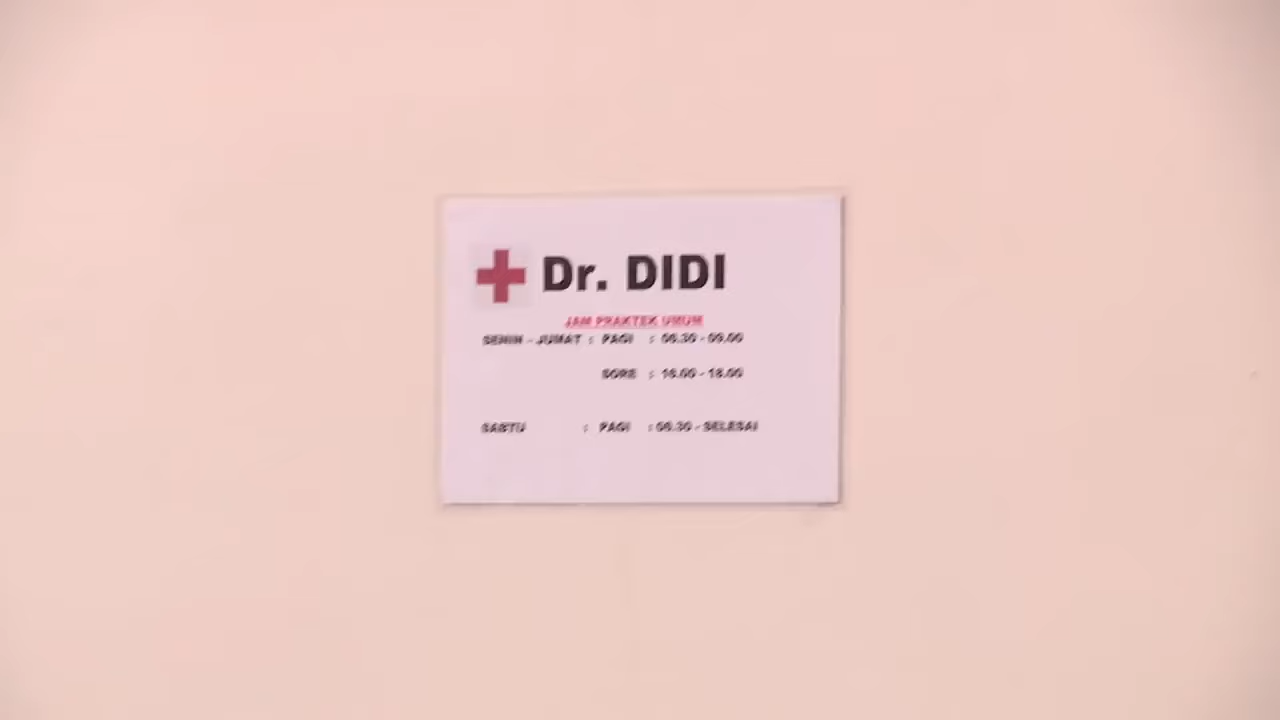 Dr. DIDI
JAM PRAKTEK UMUM
SENIN - JUMAT : PAGI : 06.30 - 09.00
SORE : 16.00 - 18.00
SABTU : PAGI : 06.30 - SELESAI